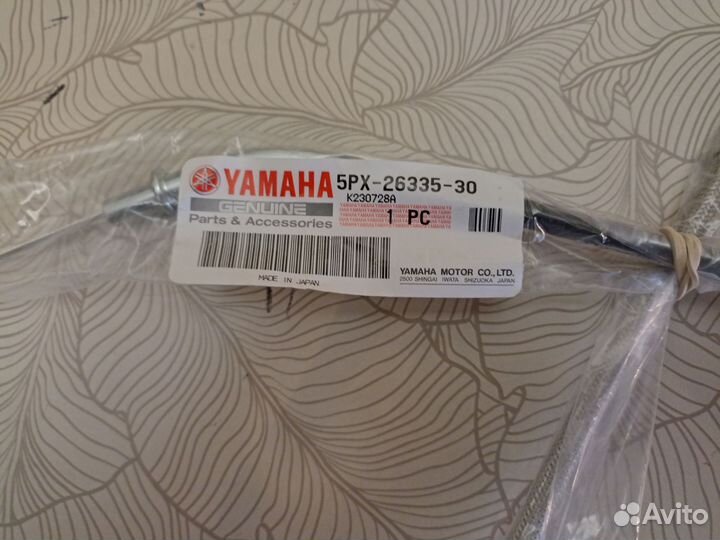 YAMAHA 5PX-26335-30
K230728A
GENUINE
Parts & Accessories
1 PC
MADE IN JAPAN
YAMAHA MOTOR CO., LTD.
2500 SHINGAI IWATA SHIZUOKA JAPAN
Avito